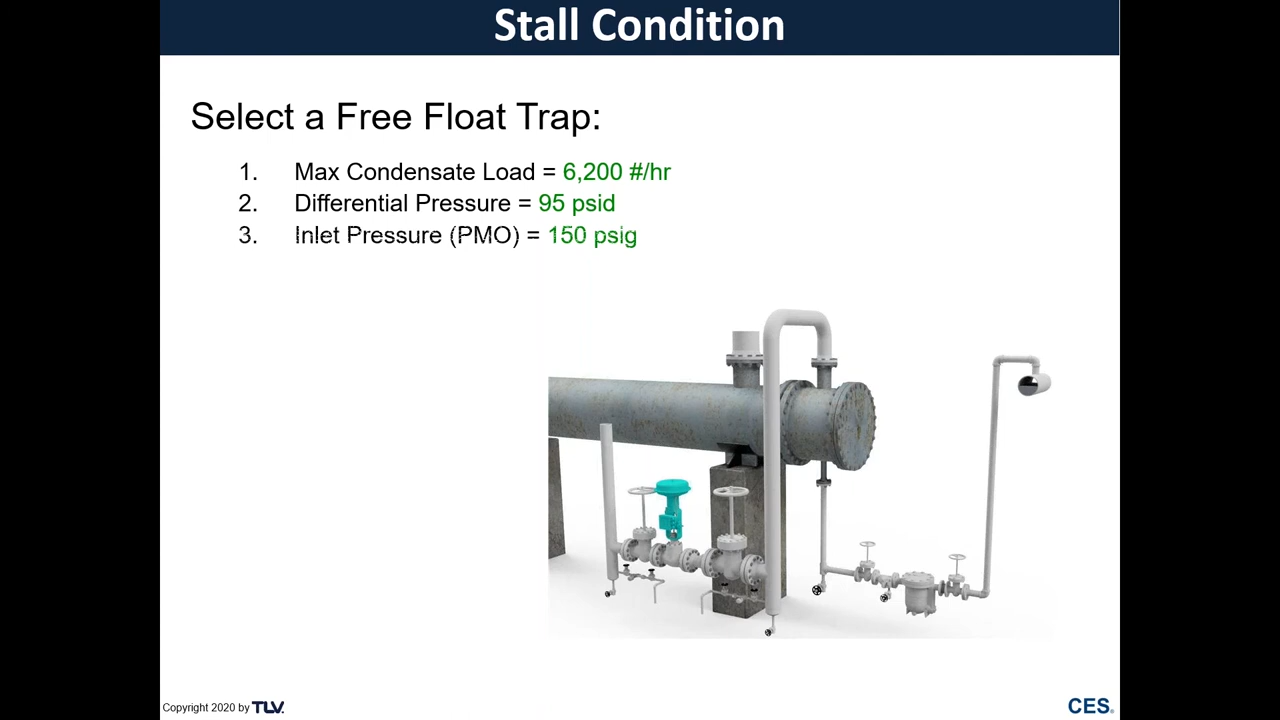 Stall Condition
Select a Free Float Trap:
1. Max Condensate Load = 6,200 #/hr
2. Differential Pressure = 95 psid
3. Inlet Pressure (PMO) = 150 psig
Copyright 2020 by TLV.
CES®